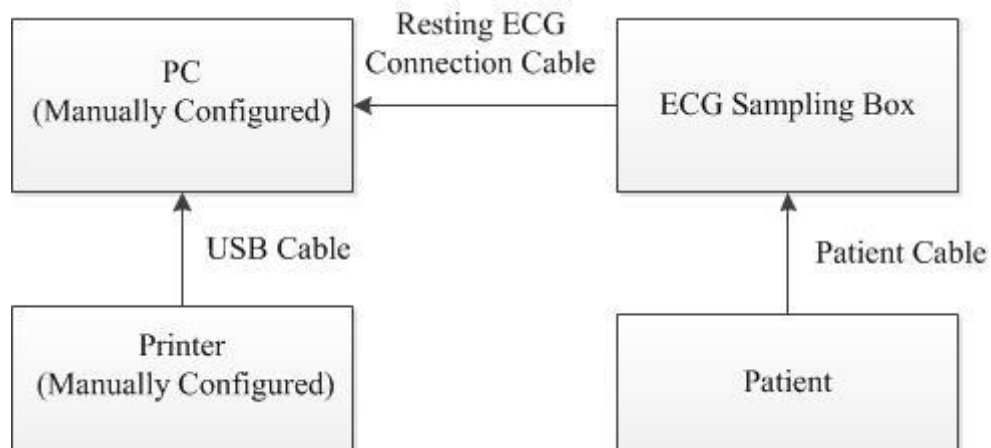 Resting ECG
Connection Cable
PC
(Manually Configured)
ECG Sampling Box
USB Cable
Patient Cable
Printer
(Manually Configured)
Patient